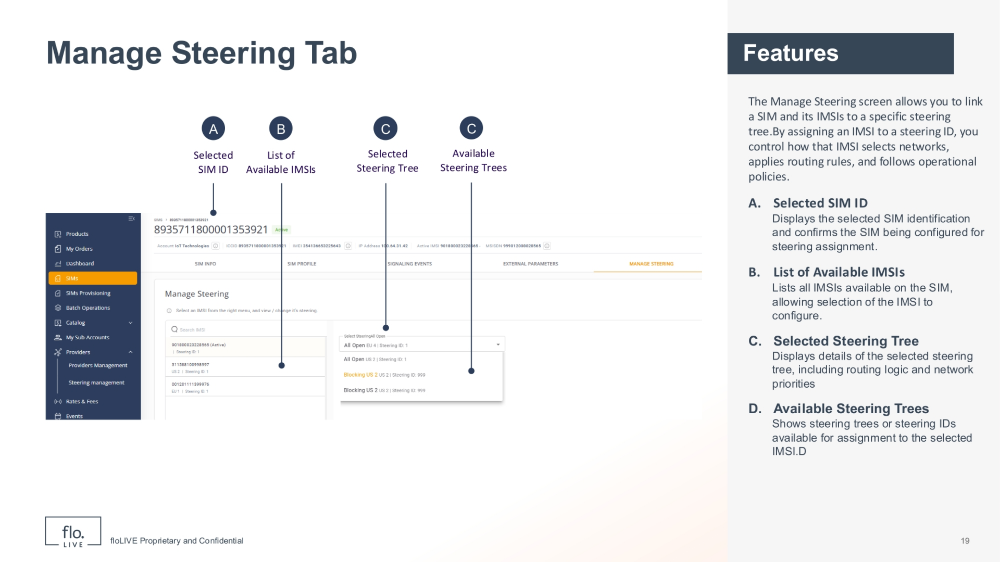 Manage Steering Tab
Features
A
B
C
C
Selected
SIM ID
List of
Available IMSIs
Selected
Steering Tree
Available
Steering Trees
Products
My Orders
Dashboard
SIMs
SIMs Provisioning
Batch Operations
Catalog
My Sub-Accounts
Providers
Providers Management
Steering management
Rates & Fees
Events
SIMS > 8935711800001353921
8935711800001353921 Active
Account IoT Technologies ICCID 8935711800001353921 IMEI 354136653225643 IP Address 100.64.31.42 Active IMSI 901800023228565 - MSISDN 999012008828565
SIM INFO SIM PROFILE SIGNALING EVENTS EXTERNAL PARAMETERS MANAGE STEERING
Manage Steering
Select an IMSI from the right menu, and view / change it's steering.
Search IMSI
901800023228565 (Active)
| Steering ID: 1
311588100998997
US 2 | Steering ID: 1
001201111399976
EU 1 | Steering ID: 1
Select SteeringAll Open
All Open EU 4 | Steering ID: 1
All Open US 2 | Steering ID: 1
Blocking US 2 US 2 | Steering ID: 999
Blocking US 2 US 2 | Steering ID: 999
The Manage Steering screen allows you to link
a SIM and its IMSIs to a specific steering
tree.By assigning an IMSI to a steering ID, you
control how that IMSI selects networks,
applies routing rules, and follows operational
policies.
A. Selected SIM ID
Displays the selected SIM identification
and confirms the SIM being configured for
steering assignment.
B. List of Available IMSIs
Lists all IMSIs available on the SIM,
allowing selection of the IMSI to
configure.
C. Selected Steering Tree
Displays details of the selected steering
tree, including routing logic and network
priorities
D. Available Steering Trees
Shows steering trees or steering IDs
available for assignment to the selected
IMSI.D
flo.
LIVE
floLIVE Proprietary and Confidential
19